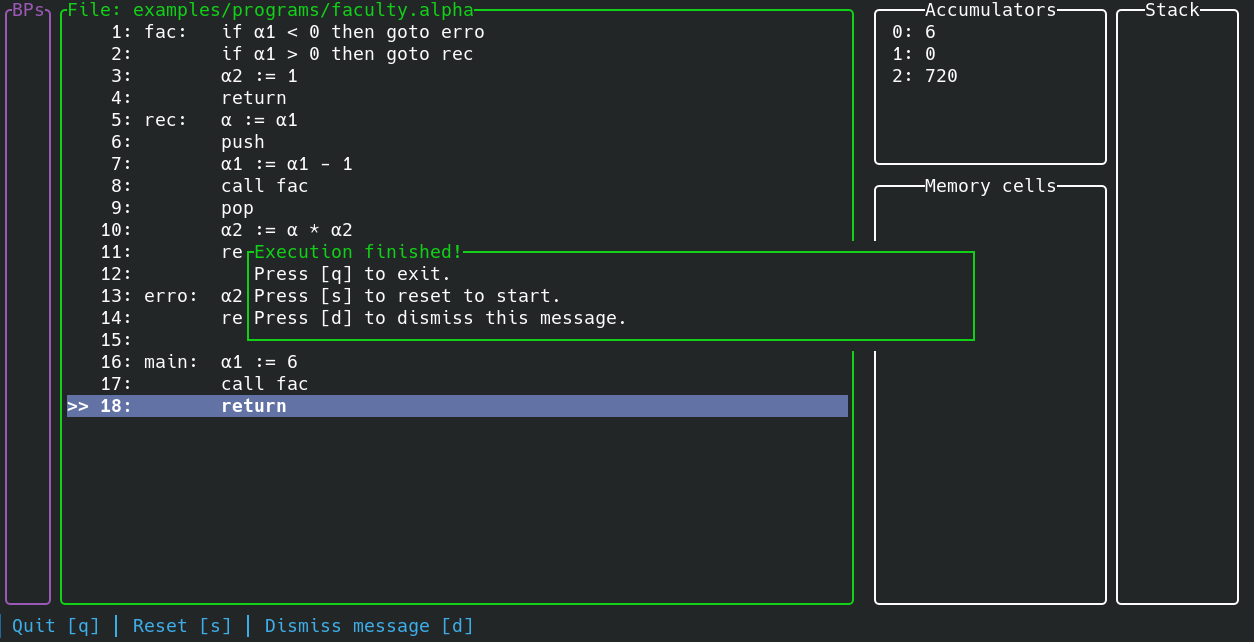 BPs
File: examples/programs/faculty.alpha
1: fac:   if α1 < 0 then goto erro
2:        if α1 > 0 then goto rec
3:        α2 := 1
4:        return
5: rec:   α := α1
6:        push
7:        α1 := α1 - 1
8:        call fac
9:        pop
10:        α2 := α * α2
11:        re
12:
13: erro:  α2
14:        re
15:
16: main:  α1 := 6
17:        call fac
>> 18:        return
Execution finished!
Press [q] to exit.
Press [s] to reset to start.
Press [d] to dismiss this message.
Accumulators
0: 6
1: 0
2: 720
Memory cells
Stack
Quit [q] │ Reset [s] │ Dismiss message [d]